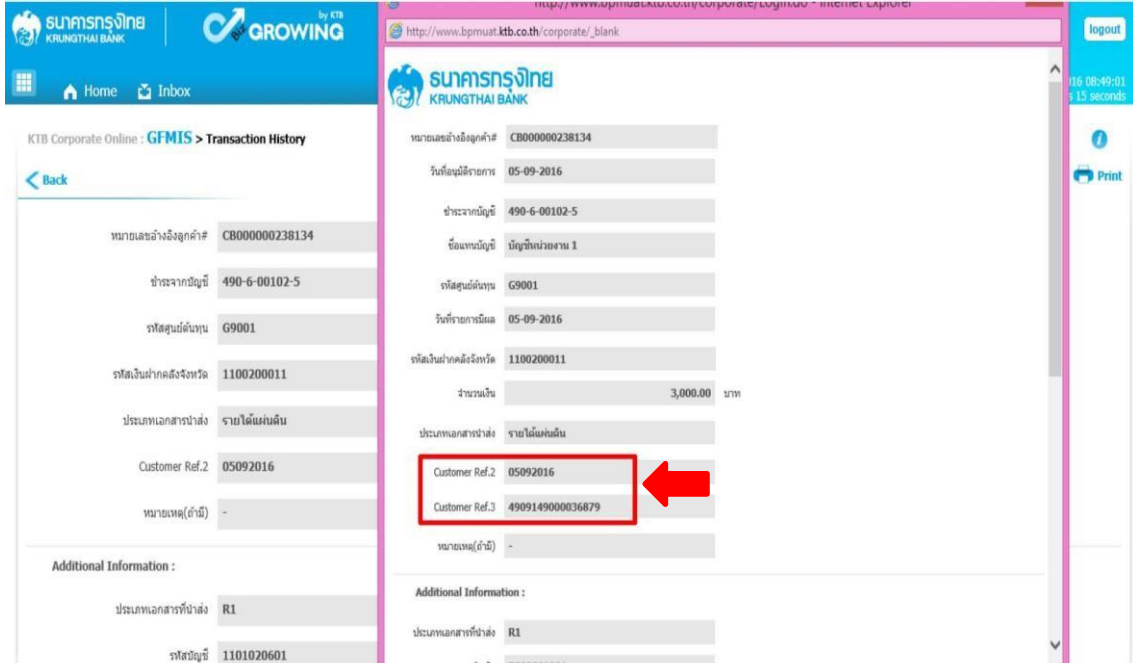 ธนาคารกรุงไทย
KRUNGTHAI BANK
by KTB
Biz GROWING
Home
Inbox
KTB Corporate Online : GFMIS > Transaction History
Back
หมายเลขอ้างอิงลูกค้า# CB000000238134
ชำระจากบัญชี 490-6-00102-5
รหัสศูนย์ต้นทุน G9001
รหัสเงินฝากคลังจังหวัด 1100200011
ประเภทเอกสารนำส่ง รายได้แผ่นดิน
Customer Ref.2 05092016
หมายเหตุ(ถ้ามี) -
Additional Information :
ประเภทเอกสารที่นำส่ง R1
รหัสบัญชี 1101020601
http://www.bpmuat.ktb.co.th/corporate/Login.do - Internet Explorer
http://www.bpmuat.ktb.co.th/corporate/_blank
ธนาคารกรุงไทย
KRUNGTHAI BANK
หมายเลขอ้างอิงลูกค้า# CB000000238134
วันที่อนุมัติรายการ 05-09-2016
ชำระจากบัญชี 490-6-00102-5
ชื่อแทนบัญชี บัญชีหน่วยงาน 1
รหัสศูนย์ต้นทุน G9001
วันที่รายการมีผล 05-09-2016
รหัสเงินฝากคลังจังหวัด 1100200011
จำนวนเงิน 3,000.00 บาท
ประเภทเอกสารนำส่ง รายได้แผ่นดิน
Customer Ref.2 05092016
Customer Ref.3 4909149000036879
หมายเหตุ(ถ้ามี) -
Additional Information :
ประเภทเอกสารที่นำส่ง R1
logout
016 08:49:01
s 15 seconds
Print